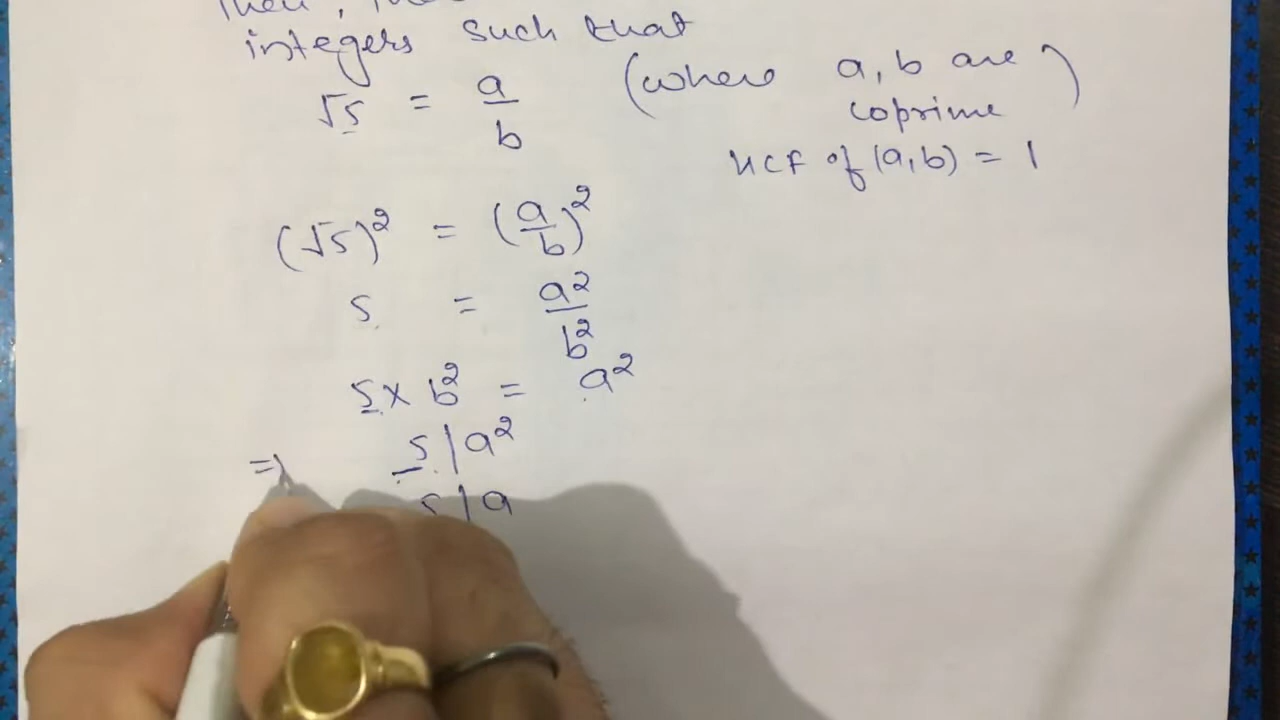 Then,
integers such that
√5 = a/b (where a, b are coprime)
HCF of (a,b) = 1
(√5)² = (a/b)²
5 = a²/b²
5 × b² = a²
⇒ 5 | a²
5 | a